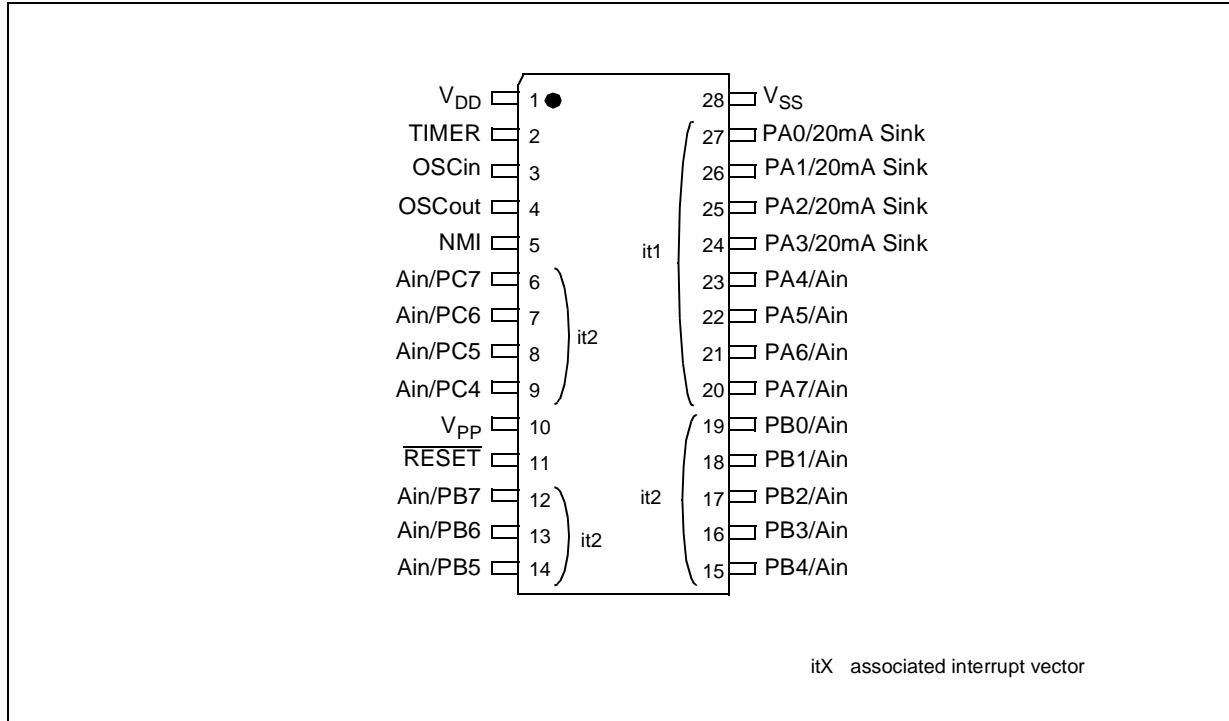 VDD 1 28 VSS
TIMER 2 27 PA0/20mA Sink
OSCin 3 26 PA1/20mA Sink
OSCout 4 25 PA2/20mA Sink
NMI 5 24 PA3/20mA Sink
it1
Ain/PC7 6 23 PA4/Ain
Ain/PC6 7 22 PA5/Ain
it2
Ain/PC5 8 21 PA6/Ain
Ain/PC4 9 20 PA7/Ain
VPP 10 19 PB0/Ain
RESET 11 18 PB1/Ain
Ain/PB7 12 it2 17 PB2/Ain
Ain/PB6 13 it2 16 PB3/Ain
Ain/PB5 14 15 PB4/Ain
itX associated interrupt vector